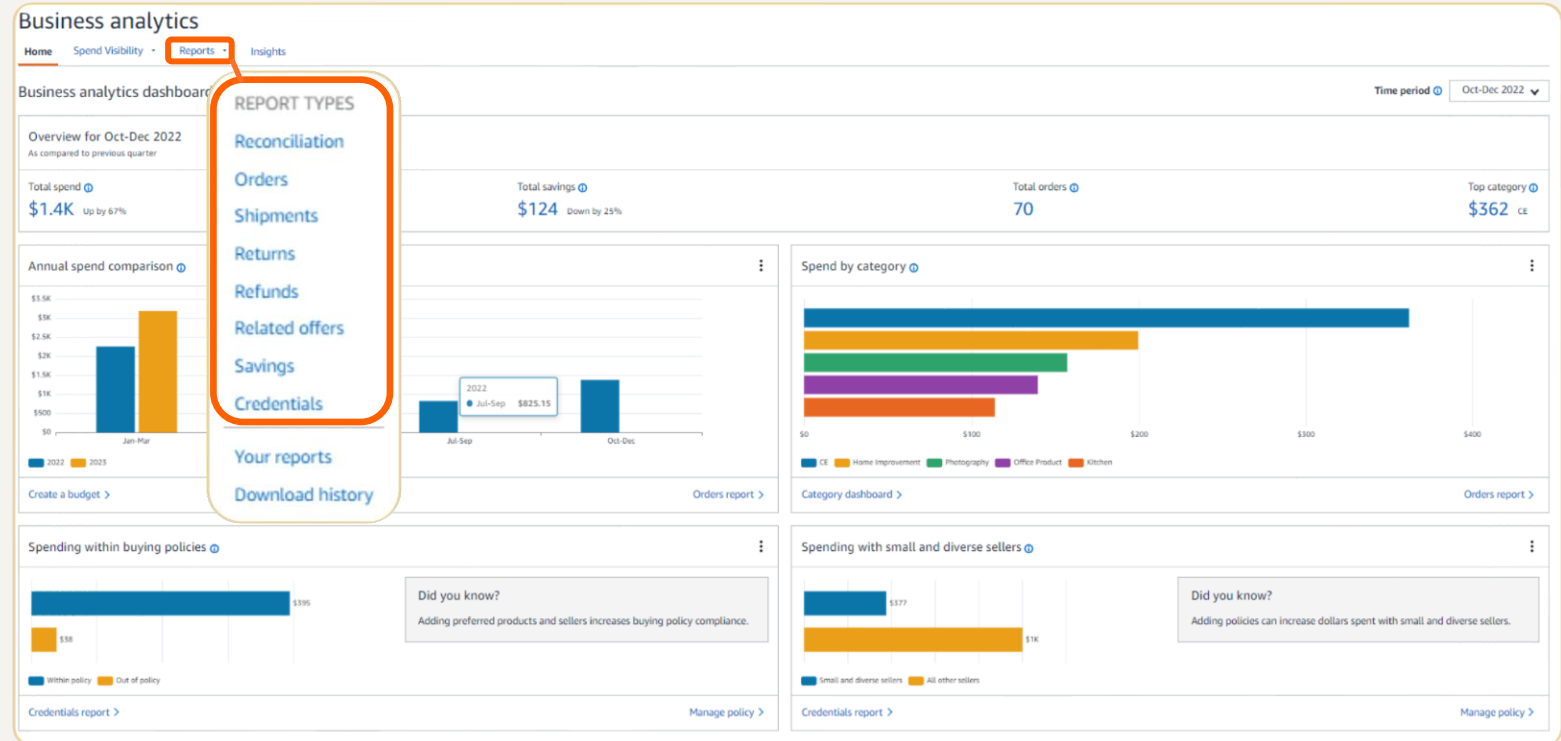 Business analytics
Home Spend Visibility Reports Insights
Business analytics dashboard
Time period Oct-Dec 2022
REPORT TYPES
Reconciliation
Orders
Shipments
Returns
Refunds
Related offers
Savings
Credentials
Your reports
Download history
Overview for Oct-Dec 2022
As compared to previous quarter
Total spend
$1.4K Up by 67%
Total savings
$124 Down by 25%
Total orders
70
Top category
$362 CE
Annual spend comparison
$3.5K
$3K
$2.5K
$2K
$1.5K
$1K
$500
$0
2022
Jul-Sep $825.15
Jan-Mar Jul-Sep Oct-Dec
2022 2023
Create a budget Orders report
Spend by category
$0 $100 $200 $300 $400
CE Home Improvement Photography Office Product Kitchen
Category dashboard Orders report
Spending within buying policies
$395
$38
Did you know?
Adding preferred products and sellers increases buying policy compliance.
Within policy Out of policy
Credentials report Manage policy
Spending with small and diverse sellers
$377
$1K
Did you know?
Adding policies can increase dollars spent with small and diverse sellers.
Small and diverse sellers All other sellers
Credentials report Manage policy